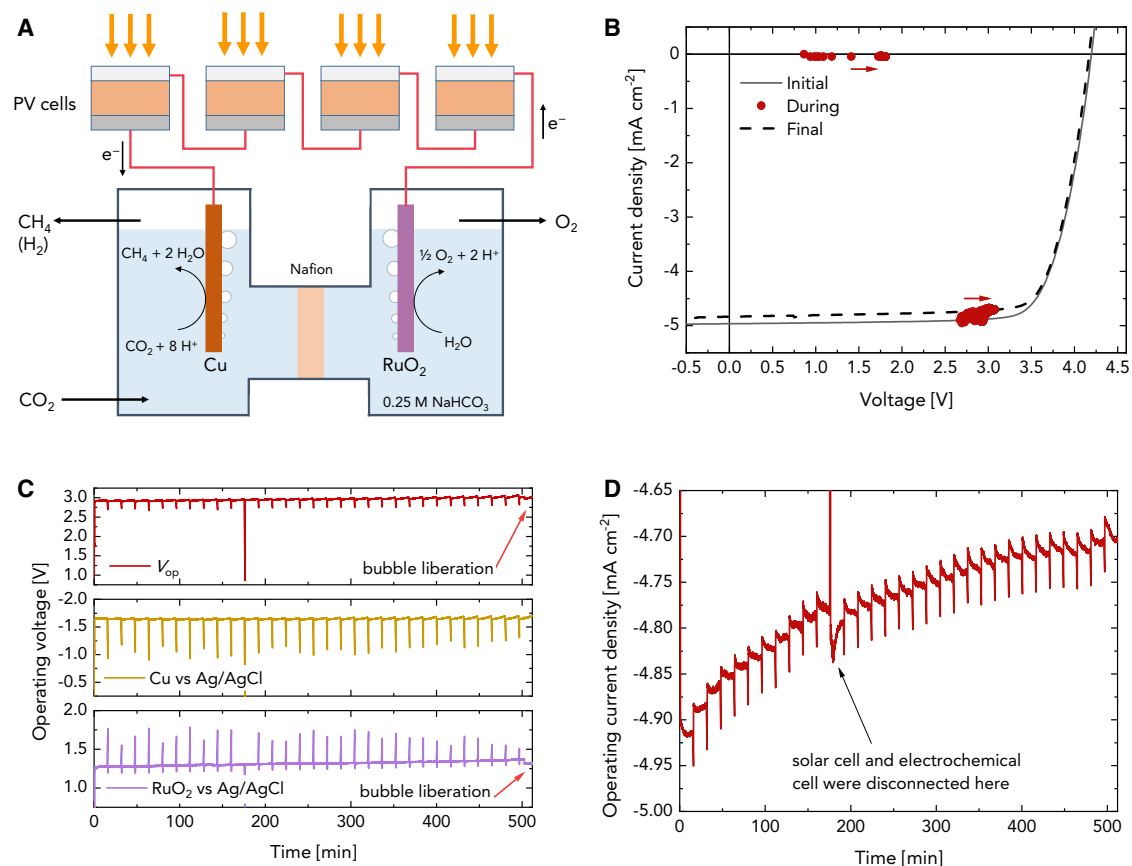 A
PV cells
e⁻
e⁻
CH₄
(H₂)
O₂
CH₄ + 2 H₂O
½ O₂ + 2 H⁺
Nafion
CO₂ + 8 H⁺
H₂O
Cu
RuO₂
CO₂
0.25 M NaHCO₃
B
0
-1
-2
-3
-4
-5
Current density [mA cm⁻²]
Initial
During
Final
-0.5 0.0 0.5 1.0 1.5 2.0 2.5 3.0 3.5 4.0 4.5
Voltage [V]
C
3.0
2.5
1.5
1.0
V_op
bubble liberation
-2.0
-1.5
-1.0
-0.5
Cu vs Ag/AgCl
2.0
1.5
1.0
RuO₂ vs Ag/AgCl
bubble liberation
Operating voltage [V]
0 100 200 300 400 500
Time [min]
D
-4.65
-4.70
-4.75
-4.80
-4.85
-4.90
-4.95
-5.00
Operating current density [mA cm⁻²]
solar cell and electrochemical
cell were disconnected here
0 100 200 300 400 500
Time [min]